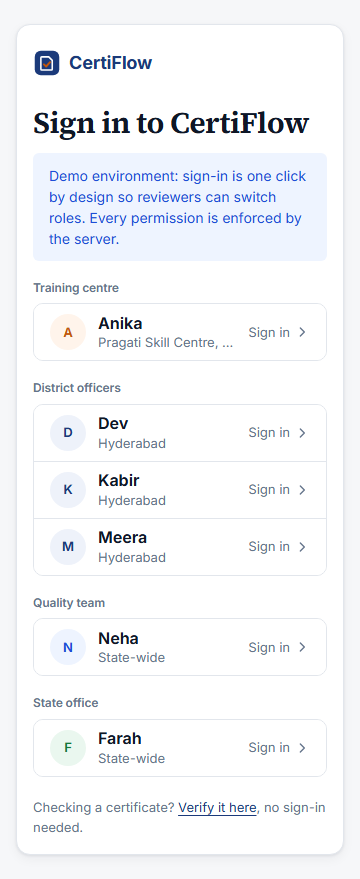 CertiFlow
Sign in to CertiFlow
Demo environment: sign-in is one click
by design so reviewers can switch
roles. Every permission is enforced by
the server.
Training centre
A
Anika
Pragati Skill Centre, ...
Sign in
District officers
D
Dev
Hyderabad
Sign in
K
Kabir
Hyderabad
Sign in
M
Meera
Hyderabad
Sign in
Quality team
N
Neha
State-wide
Sign in
State office
F
Farah
State-wide
Sign in
Checking a certificate? Verify it here, no sign-in
needed.